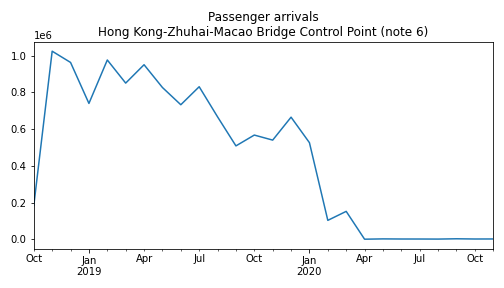 Passenger arrivals
Hong Kong-Zhuhai-Macao Bridge Control Point (note 6)
1e6
1.0
0.8
0.6
0.4
0.2
0.0
Oct Jan Apr Jul Oct Jan Apr Jul Oct
2019 2020